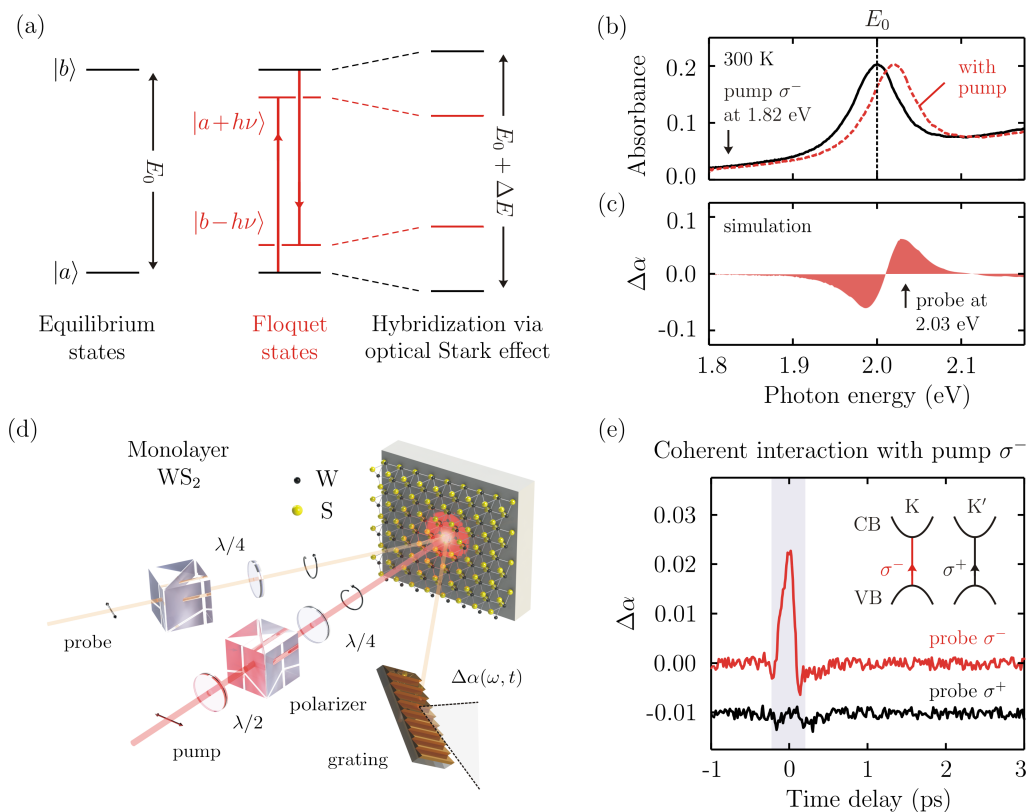 (a)
|b⟩
E₀
|a⟩
Equilibrium
states
|a+hν⟩
|b−hν⟩
Floquet
states
E₀ + ΔE
Hybridization via
optical Stark effect
(b)
E₀
300 K
pump σ⁻
at 1.82 eV
with
pump
Absorbance
0.2
0.1
0.0
(c)
simulation
probe at
2.03 eV
Δα
0.1
0.0
-0.1
1.8
1.9
2.0
2.1
Photon energy (eV)
(d)
Monolayer
WS₂
W
S
λ/4
probe
λ/4
λ/2
polarizer
pump
grating
Δα(ω, t)
(e)
Coherent interaction with pump σ⁻
K
K′
CB
VB
σ⁻
σ⁺
probe σ⁻
probe σ⁺
Δα
0.03
0.02
0.01
0.00
-0.01
-1
0
1
2
3
Time delay (ps)